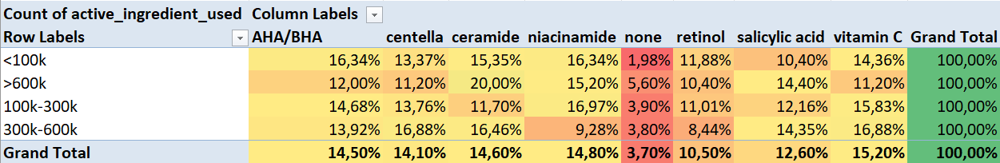 Count of active_ingredient_used Column Labels
Row Labels AHA/BHA centella ceramide niacinamide none retinol salicylic acid vitamin C Grand Total
<100k 16,34% 13,37% 15,35% 16,34% 1,98% 11,88% 10,40% 14,36% 100,00%
>600k 12,00% 11,20% 20,00% 15,20% 5,60% 10,40% 14,40% 11,20% 100,00%
100k-300k 14,68% 13,76% 11,70% 16,97% 3,90% 11,01% 12,16% 15,83% 100,00%
300k-600k 13,92% 16,88% 16,46% 9,28% 3,80% 8,44% 14,35% 16,88% 100,00%
Grand Total 14,50% 14,10% 14,60% 14,80% 3,70% 10,50% 12,60% 15,20% 100,00%